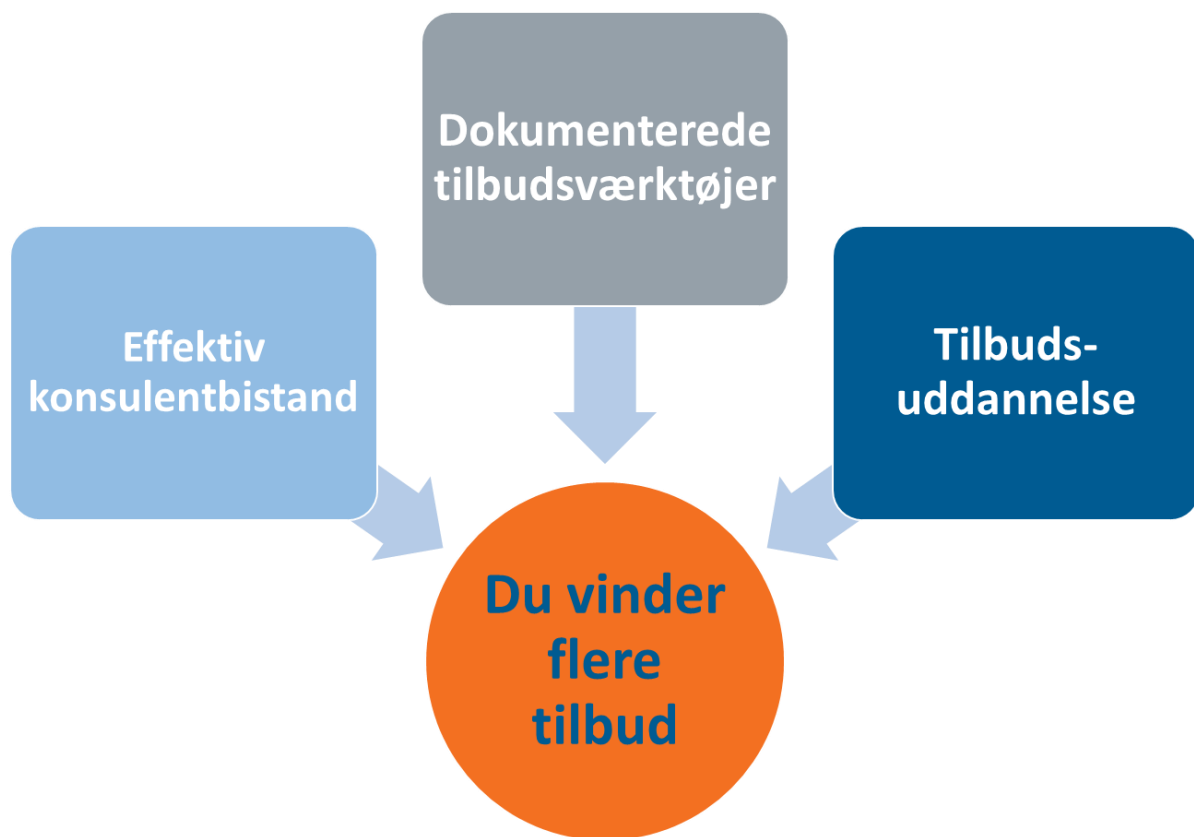 Dokumenterede
tilbudsværktøjer
Effektiv
konsulentbistand
Tilbuds-
uddannelse
Du vinder
flere
tilbud